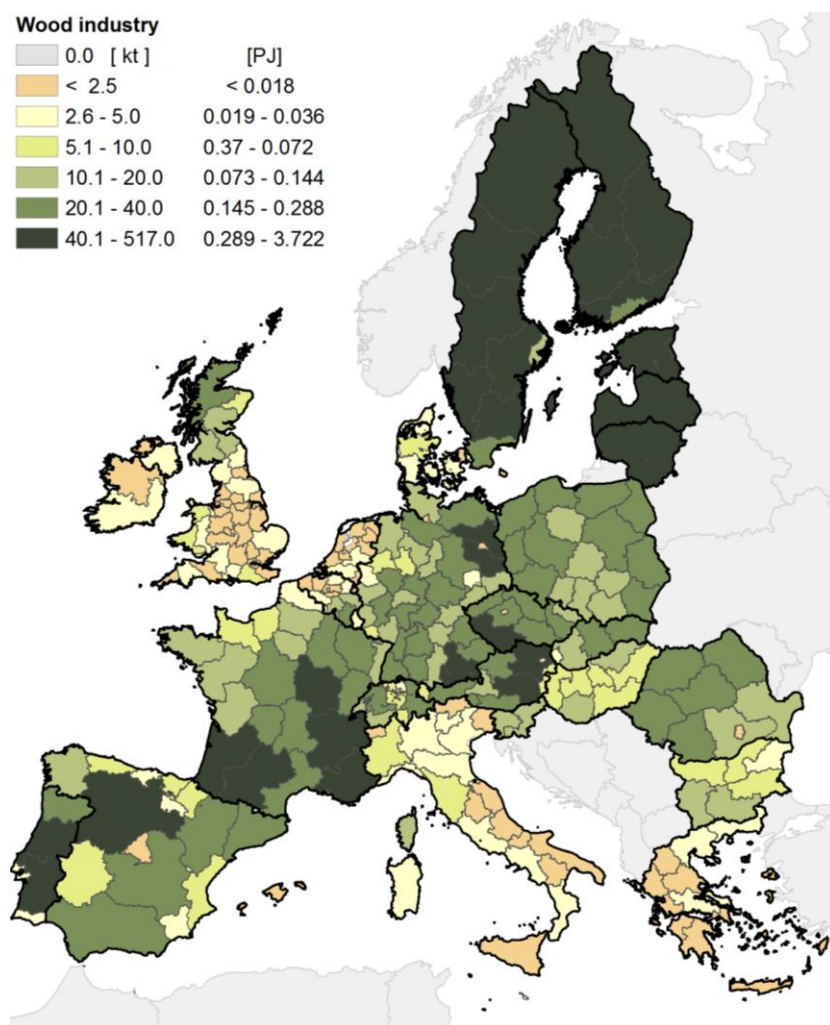 Wood industry
0.0 [ kt ] [PJ]
< 2.5 < 0.018
2.6 - 5.0 0.019 - 0.036
5.1 - 10.0 0.37 - 0.072
10.1 - 20.0 0.073 - 0.144
20.1 - 40.0 0.145 - 0.288
40.1 - 517.0 0.289 - 3.722